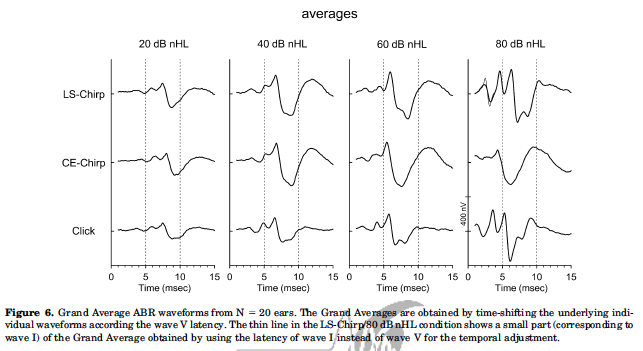 averages
20 dB nHL 40 dB nHL 60 dB nHL 80 dB nHL
LS-Chirp
CE-Chirp
Click
400 nV
0 5 10 15 0 5 10 15 0 5 10 15 0 5 10 15
Time (msec) Time (msec) Time (msec) Time (msec)
Figure 6. Grand Average ABR waveforms from N = 20 ears. The Grand Averages are obtained by time-shifting the underlying indi-
vidual waveforms according the wave V latency. The thin line in the LS-Chirp/80 dB nHL condition shows a small part (corresponding to
wave I) of the Grand Average obtained by using the latency of wave I instead of wave V for the temporal adjustment.